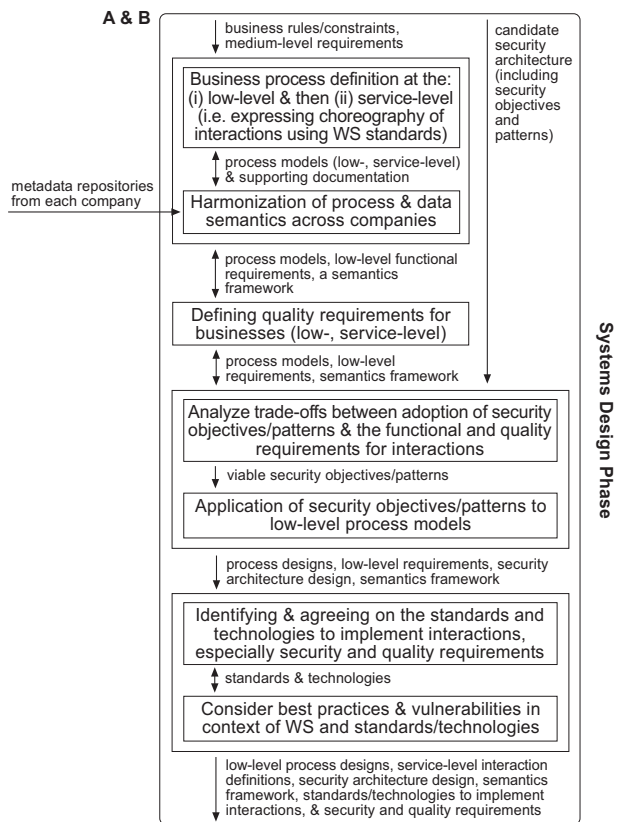 A & B
business rules/constraints,
medium-level requirements
candidate
security
architecture
(including
security
objectives
and
patterns)
Business process definition at the:
(i) low-level & then (ii) service-level
(i.e. expressing choreography of
interactions using WS standards)
process models (low-, service-level)
& supporting documentation
metadata repositories
from each company
Harmonization of process & data
semantics across companies
process models, low-level functional
requirements, a semantics
framework
Defining quality requirements for
businesses (low-, service-level)
process models, low-level
requirements, semantics framework
Systems Design Phase
Analyze trade-offs between adoption of security
objectives/patterns & the functional and quality
requirements for interactions
viable security objectives/patterns
Application of security objectives/patterns to
low-level process models
process designs, low-level requirements, security
architecture design, semantics framework
Identifying & agreeing on the standards and
technologies to implement interactions,
especially security and quality requirements
standards & technologies
Consider best practices & vulnerabilities in
context of WS and standards/technologies
low-level process designs, service-level interaction
definitions, security architecture design, semantics
framework, standards/technologies to implement
interactions, & security and quality requirements